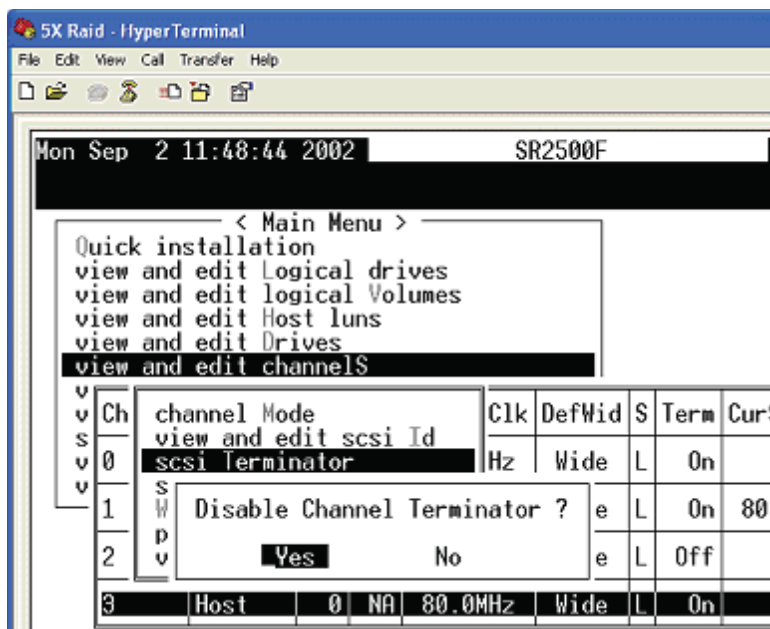 5X Raid - HyperTerminal
File Edit View Call Transfer Help
Mon Sep 2 11:48:44 2002 SR2500F
< Main Menu >
Quick installation
view and edit Logical drives
view and edit logical Volumes
view and edit Host luns
view and edit Drives
view and edit channelS
v
v Ch channel Mode Clk DefWid S Term Cur
s view and edit scsi Id
v 0 scsi Terminator Hz Wide L On
v s
1 W Disable Channel Terminator ? e L On 80
p
2 v Yes No e L Off
3 Host 0 NA 80.0MHz Wide L On